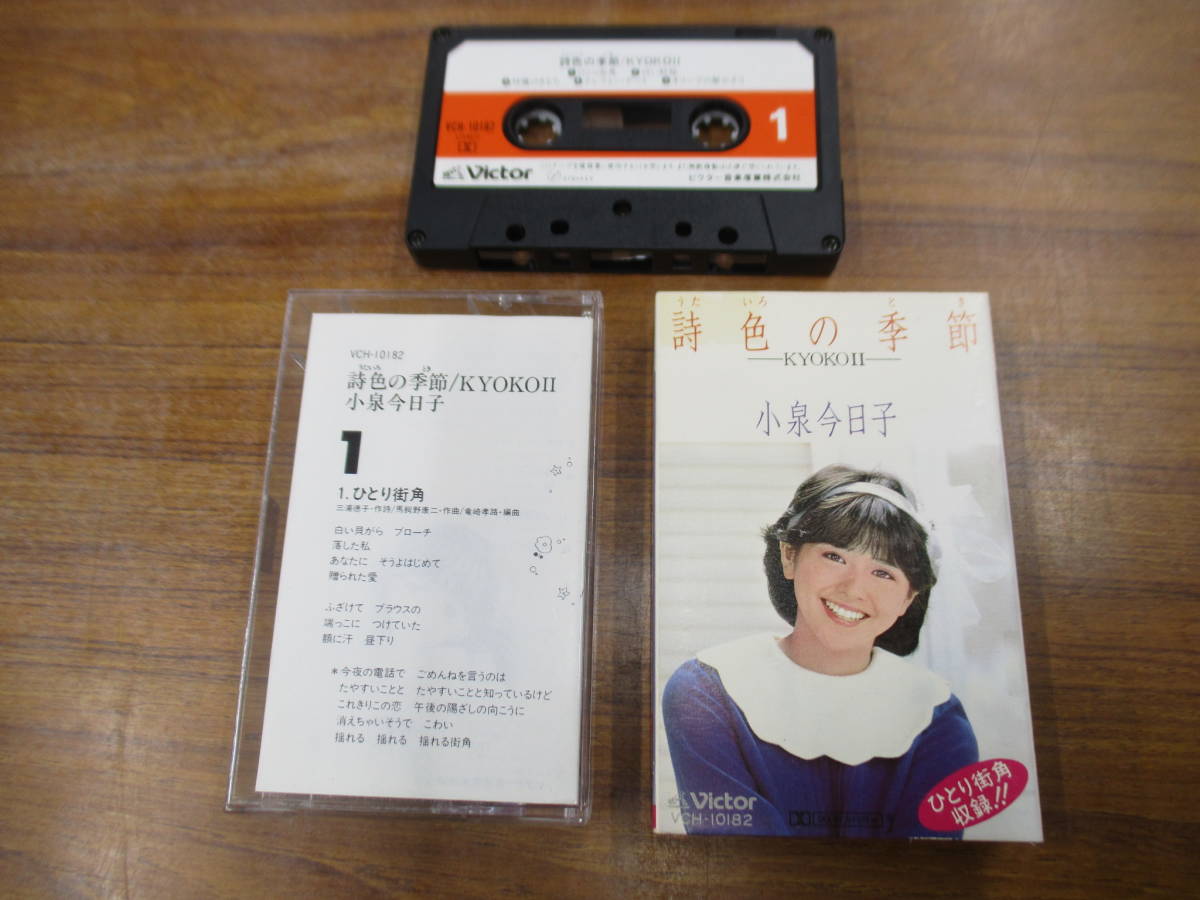 詩色の季節/KYOKOII
VCH-10182
1
Victor
ビクター音楽産業株式会社
VCH-10182
うたいろ とき
詩色の季節/KYOKOII
小泉今日子
1
1.ひとり街角
三浦徳子・作詩/馬飼野康二・作曲/竜崎孝路・編曲
白い貝がら ブローチ
落した私
あなたに そうよはじめて
贈られた愛
ふざけて ブラウスの
端っこに つけていた
額に汗 昼下り
*今夜の電話で ごめんねを言うのは
たやすいことと たやすいことと知っているけど
これきりこの恋 午後の陽ざしの向こうに
消えちゃいそうで こわい
揺れる 揺れる 揺れる街角
うた いろ と き
詩色の季節
KYOKOII
小泉今日子
ひとり街角
収録!!
Victor
VCH-10182